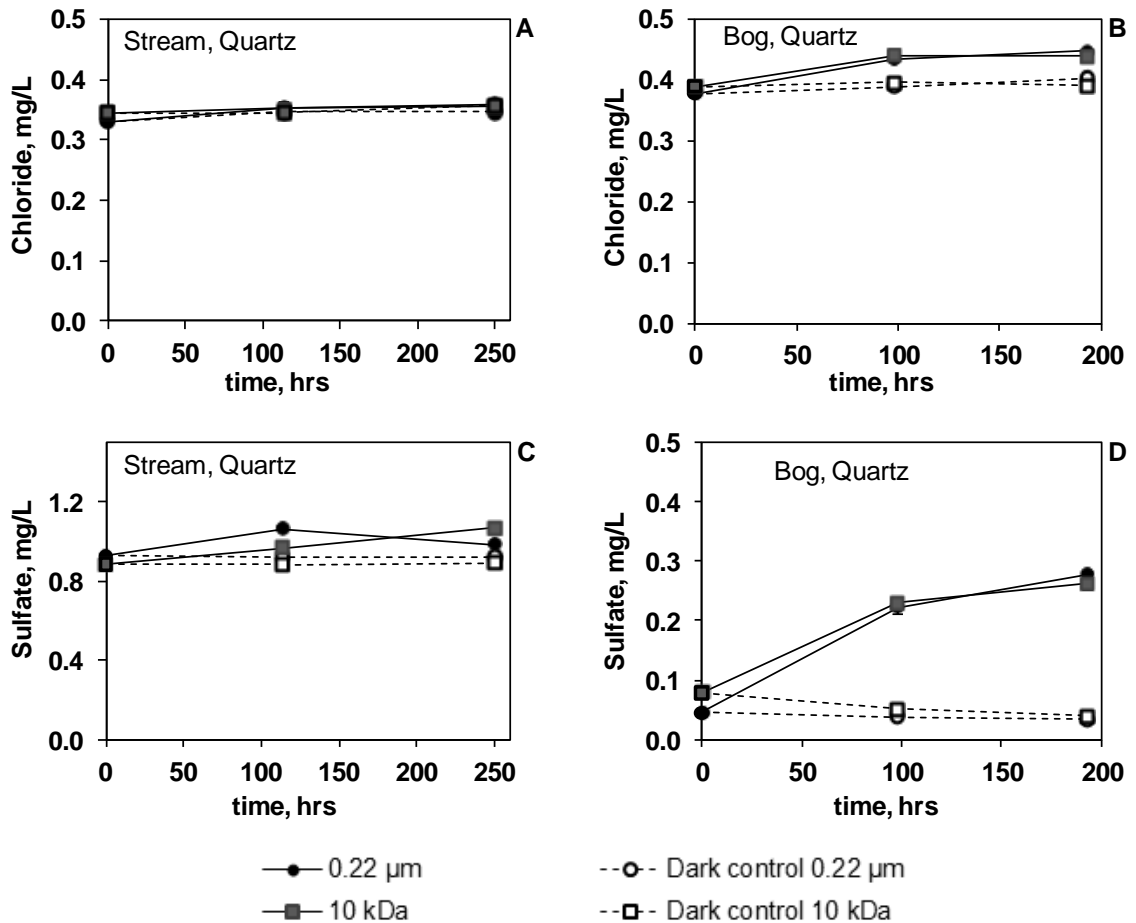 A
Stream, Quartz
Chloride, mg/L
0.5
0.4
0.3
0.2
0.1
0.0
0 50 100 150 200 250
time, hrs
B
Bog, Quartz
Chloride, mg/L
0.5
0.4
0.3
0.2
0.1
0.0
0 50 100 150 200
time, hrs
C
Stream, Quartz
Sulfate, mg/L
1.2
0.8
0.4
0.0
0 50 100 150 200 250
time, hrs
D
Bog, Quartz
Sulfate, mg/L
0.5
0.4
0.3
0.2
0.1
0.0
0 50 100 150 200
time, hrs
0.22 µm
Dark control 0.22 µm
10 kDa
Dark control 10 kDa